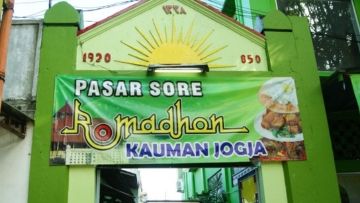 1920
850
PASAR SORE
Romadhon
KAUMAN JOGJA